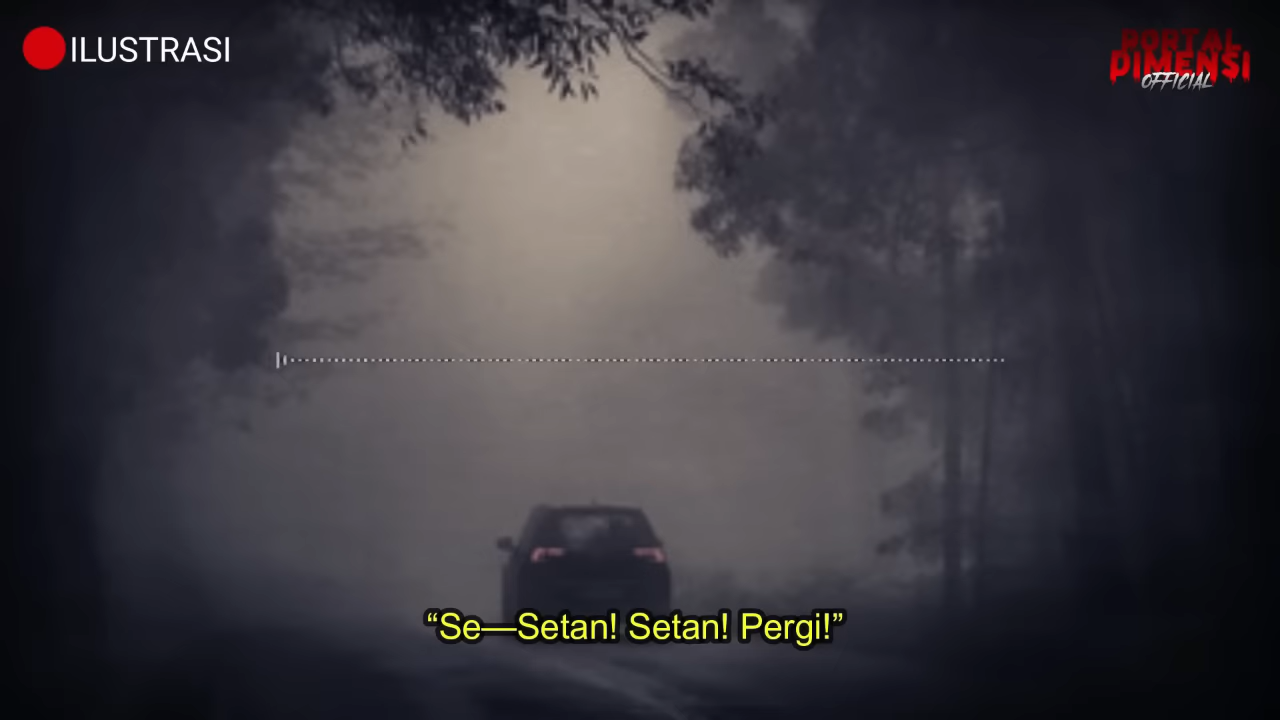 ILUSTRASI
PORTAL
DIMENSI
OFFICIAL
“Se—Setan! Setan! Pergi!”